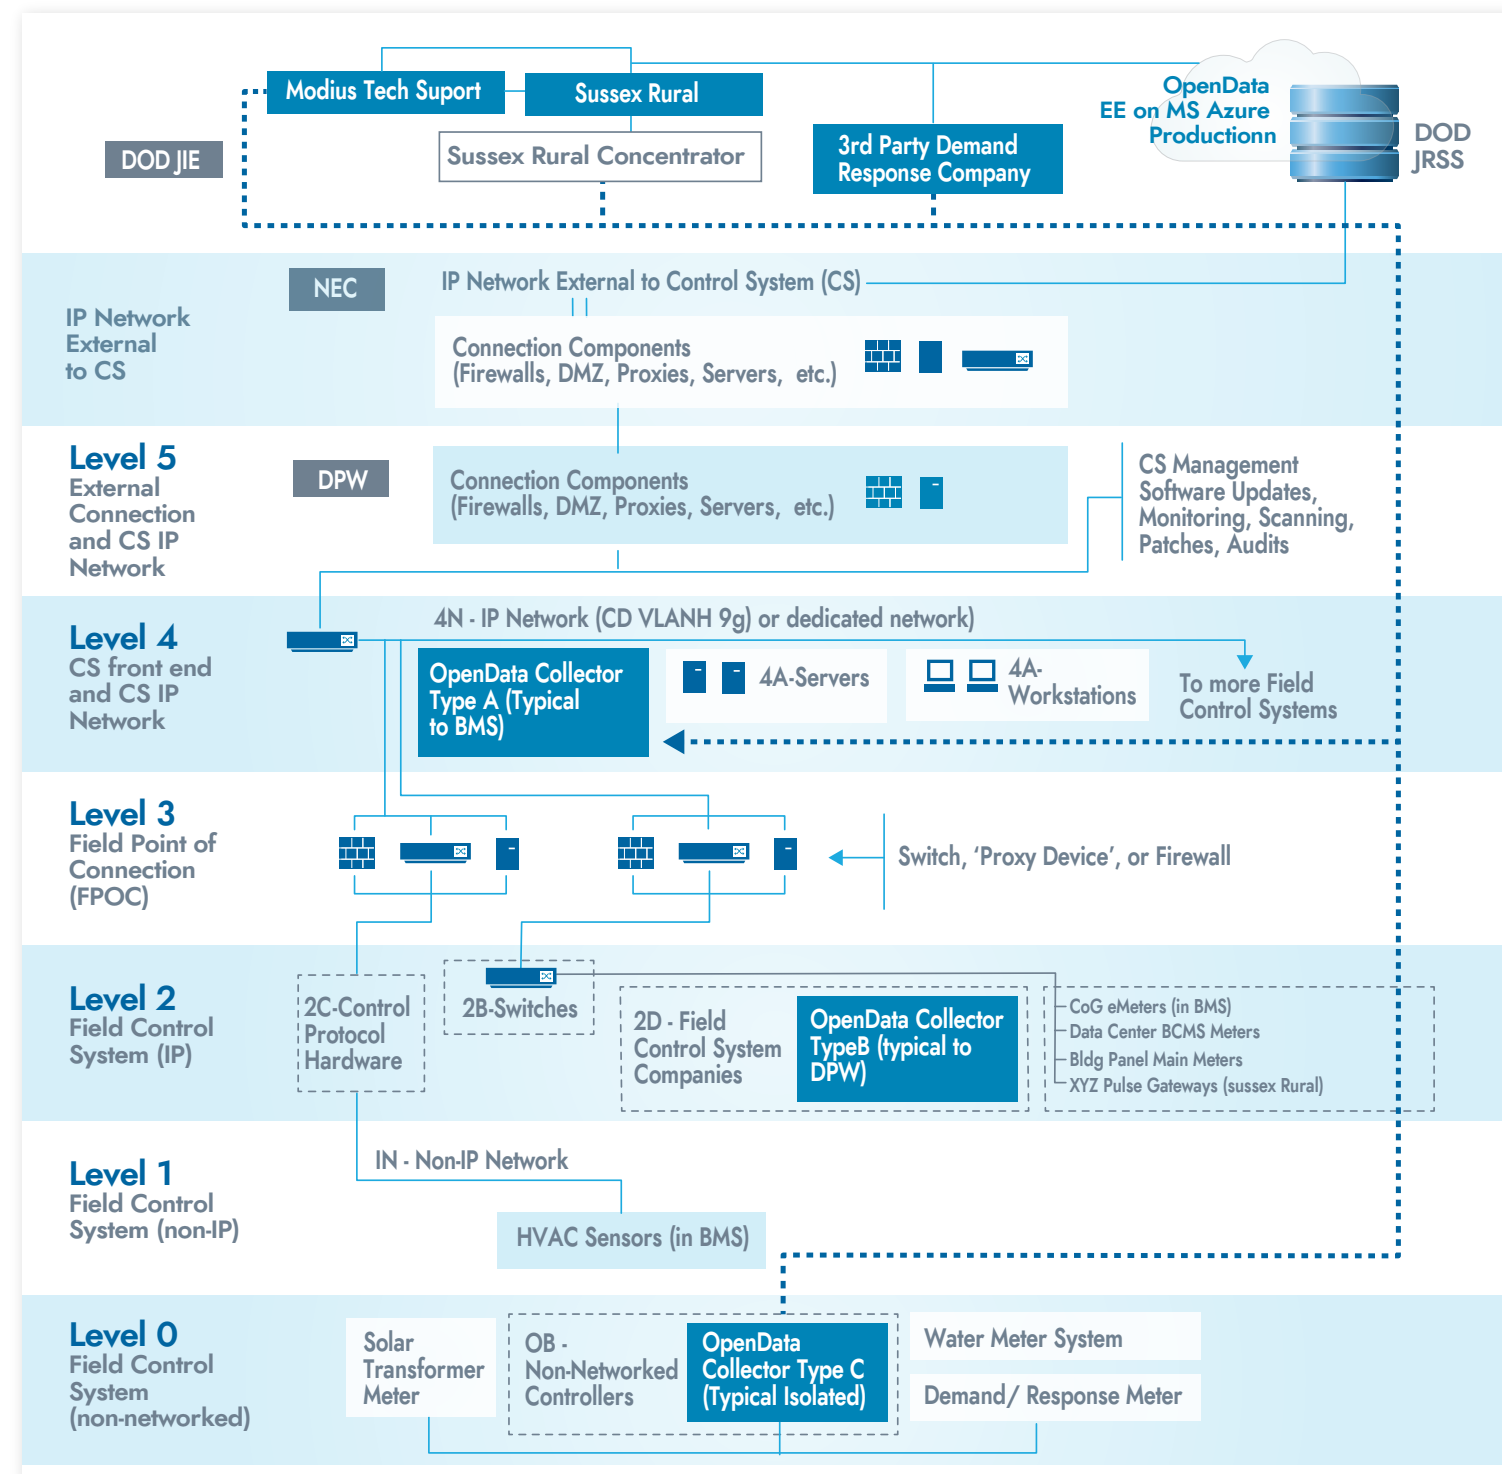 Modius Tech Suport
Sussex Rural
OpenData
EE on MS Azure
Productionn
DOD
JRSS
DOD JIE
Sussex Rural Concentrator
3rd Party Demand
Response Company
NEC
IP Network External to Control System (CS)
IP Network
External
to CS
Connection Components
(Firewalls, DMZ, Proxies, Servers, etc.)
Level 5
External
Connection
and CS IP
Network
DPW
Connection Components
(Firewalls, DMZ, Proxies, Servers, etc.)
CS Management
Software Updates,
Monitoring, Scanning,
Patches, Audits
Level 4
CS front end
and CS IP
Network
4N - IP Network (CD VLANH 9g) or dedicated network)
OpenData Collector
Type A (Typical
to BMS)
4A-Servers
4A-
Workstations
To more Field
Control Systems
Level 3
Field Point of
Connection
(FPOC)
Switch, ‘Proxy Device’, or Firewall
Level 2
Field Control
System (IP)
2C-Control
Protocol
Hardware
2B-Switches
2D - Field
Control System
Companies
OpenData Collector
TypeB (typical to
DPW)
CoG eMeters (in BMS)
Data Center BCMS Meters
Bldg Panel Main Meters
XYZ Pulse Gateways (sussex Rural)
Level 1
Field Control
System (non-IP)
IN - Non-IP Network
HVAC Sensors (in BMS)
Level 0
Field Control
System
(non-networked)
Solar
Transformer
Meter
OB -
Non-Networked
Controllers
OpenData
Collector Type C
(Typical Isolated)
Water Meter System
Demand/ Response Meter